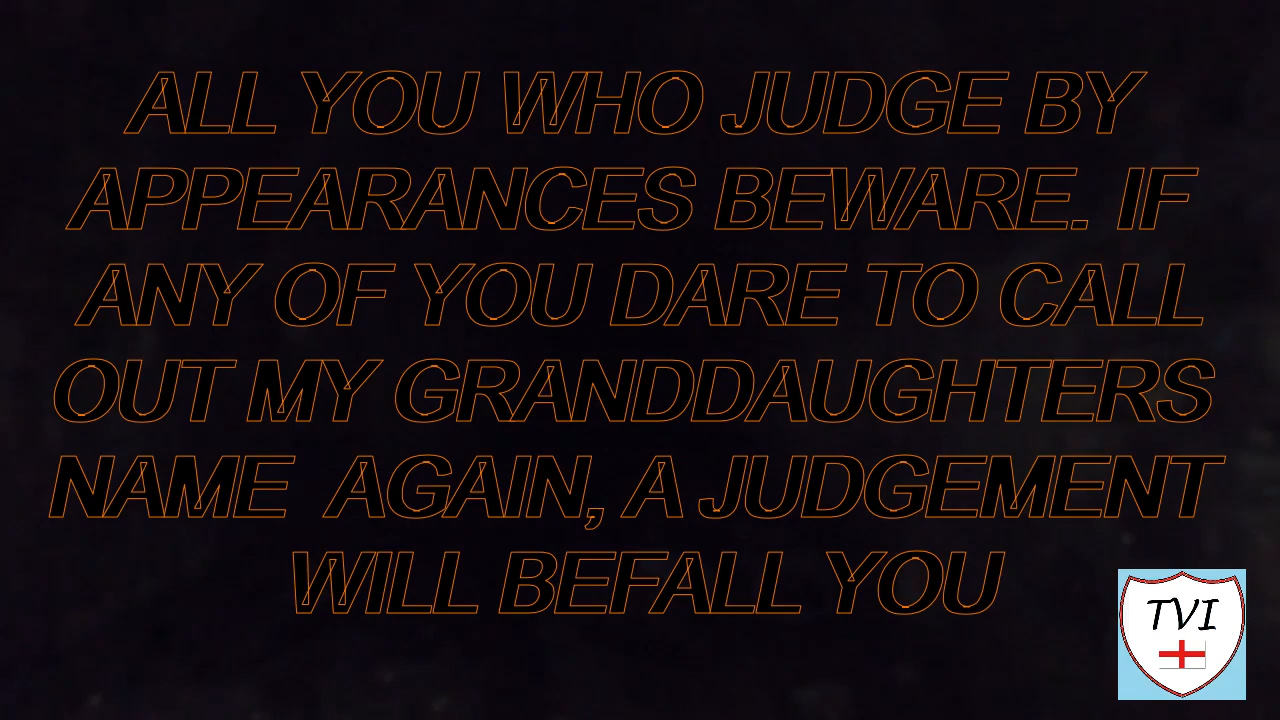 ALL YOU WHO JUDGE BY
APPEARANCES BEWARE. IF
ANY OF YOU DARE TO CALL
OUT MY GRANDDAUGHTERS
NAME  AGAIN, A JUDGEMENT
WILL BEFALL YOU
TVI